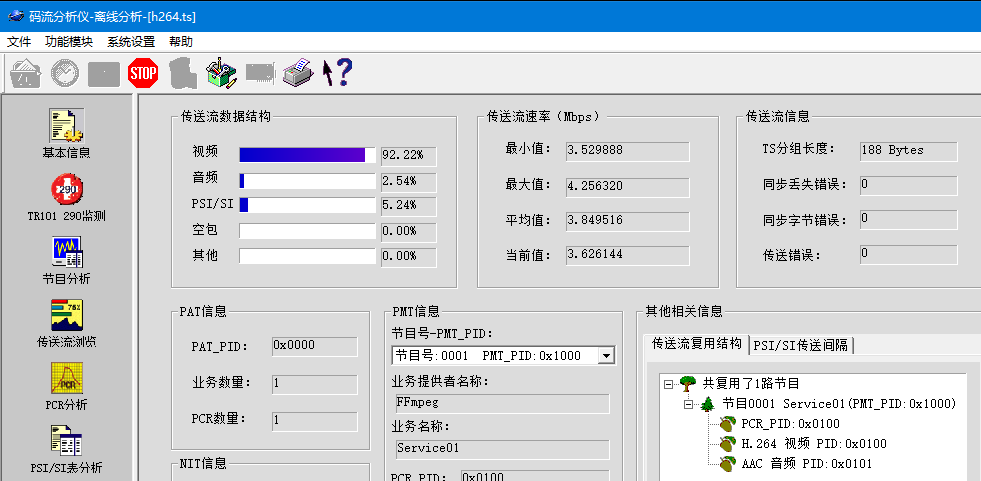 码流分析仪-离线分析-[h264.ts]
文件 功能模块 系统设置 帮助
STOP
基本信息
290
TR101 290监测
节目分析
76%
传送流浏览
PCR
PCR分析
PSI/SI表分析
传送流数据结构
视频 92.22%
音频 2.54%
PSI/SI 5.24%
空包 0.00%
其他 0.00%
传送流速率（Mbps）
最小值： 3.529888
最大值： 4.256320
平均值： 3.849516
当前值： 3.626144
传送流信息
TS分组长度： 188 Bytes
同步丢失错误： 0
同步字节错误： 0
传送错误： 0
PAT信息
PAT_PID: 0x0000
业务数量： 1
PCR数量： 1
NIT信息
PMT信息
节目号-PMT_PID:
节目号:0001 PMT_PID:0x1000
业务提供者名称：
FFmpeg
业务名称：
Service01
PCR_PID: 0x0100
其他相关信息
传送流复用结构 PSI/SI传送间隔
共复用了1路节目
节目0001 Service01(PMT_PID:0x1000)
PCR_PID:0x0100
H.264 视频 PID:0x0100
AAC 音频 PID:0x0101